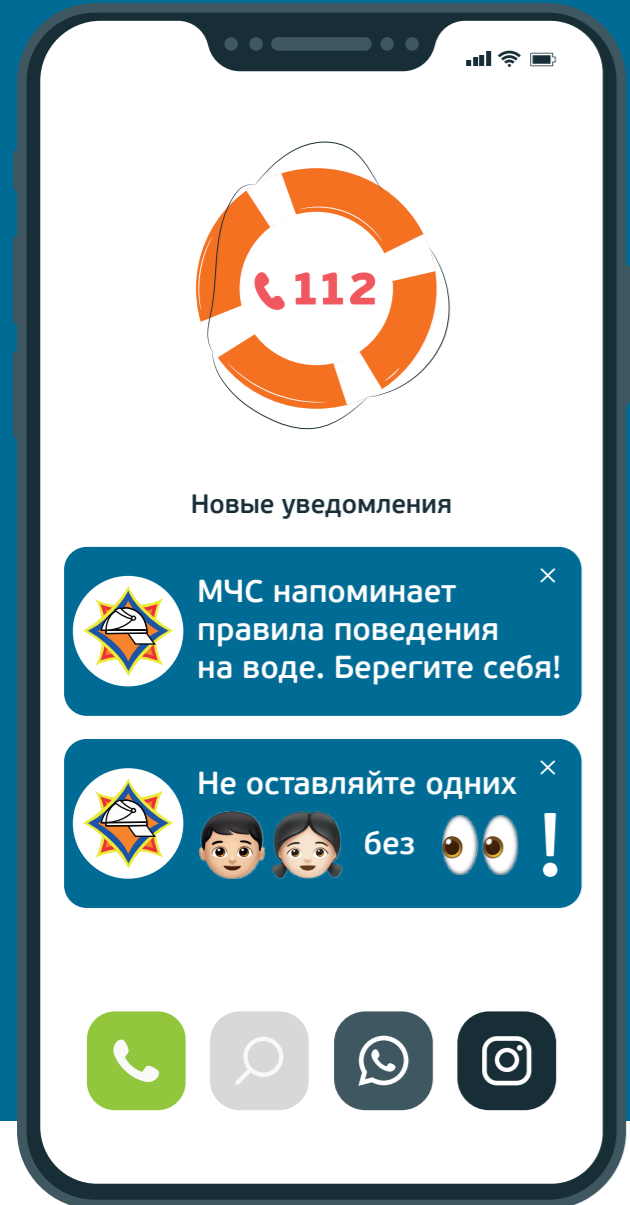 112
Новые уведомления
МЧС напоминает
правила поведения
на воде. Берегите себя!
Не оставляйте одних
👦🏻👧🏻 без 👀!